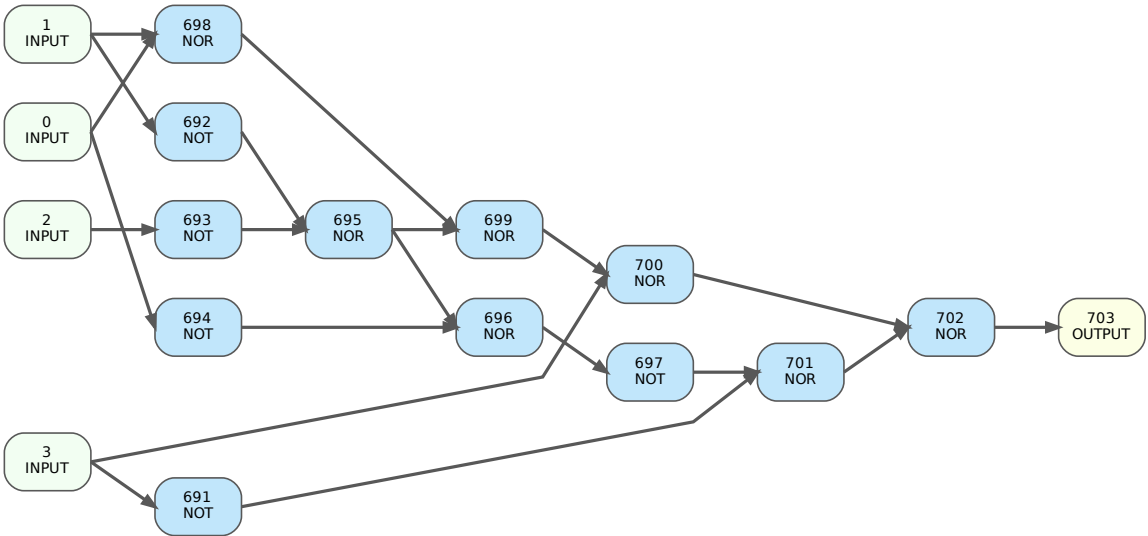 1
INPUT
698
NOR
0
INPUT
692
NOT
2
INPUT
693
NOT
695
NOR
699
NOR
700
NOR
694
NOT
696
NOR
702
NOR
703
OUTPUT
697
NOT
701
NOR
3
INPUT
691
NOT